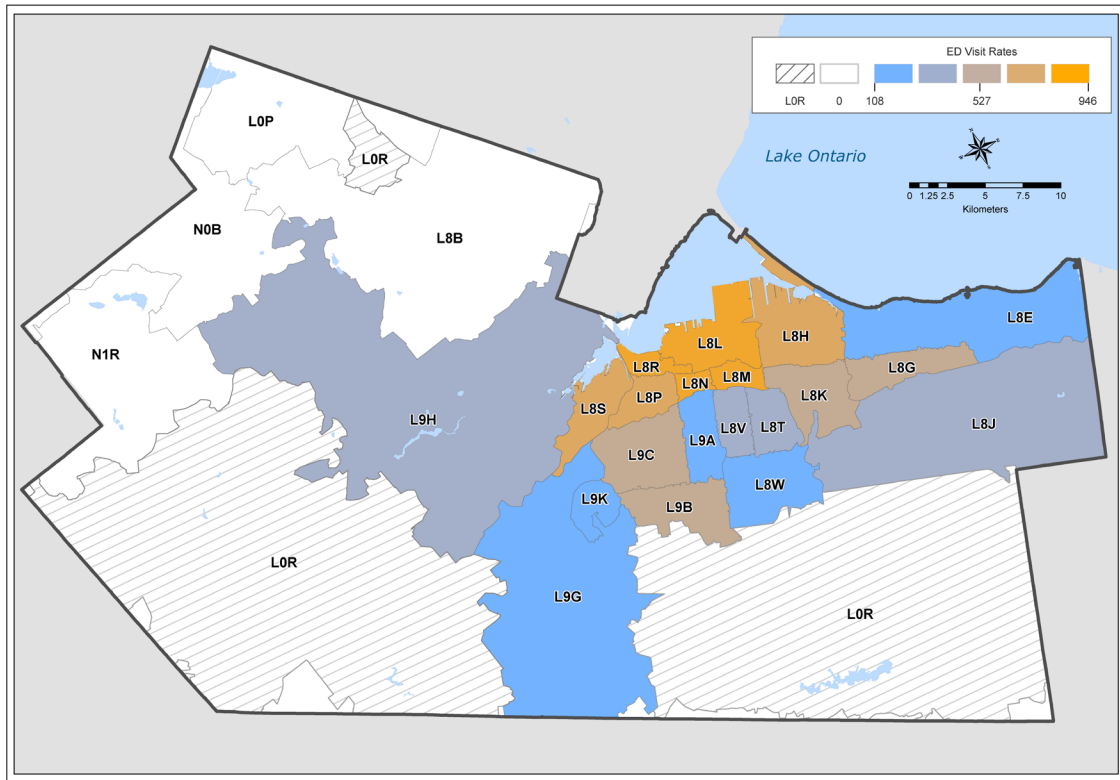 ED Visit Rates
L0R 0 108 527 946
Lake Ontario
0 1.25 2.5 5 7.5 10
Kilometers
L0P
L0R
N0B
L8B
N1R
L8E
L8L
L8H
L8R
L8G
L8N
L8M
L8S
L8P
L8K
L9H
L8V
L8T
L8J
L9A
L9C
L8W
L9K
L9B
L0R
L9G
L0R